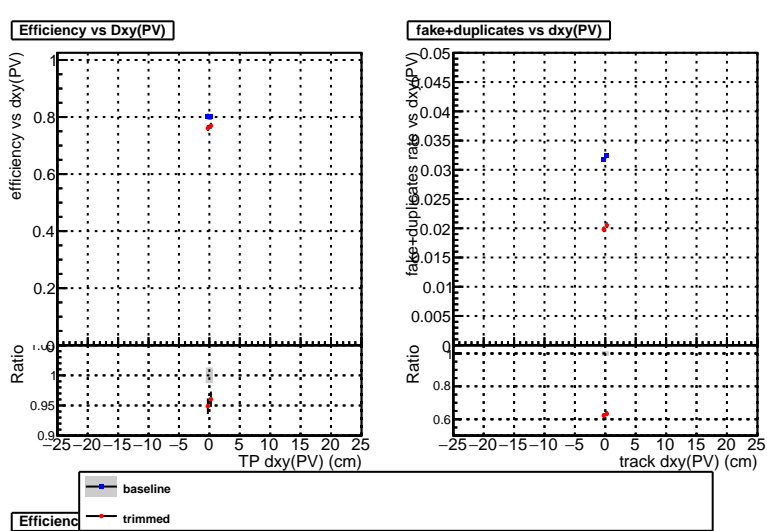 Efficiency vs Dxy(PV)
efficiency vs dxy(PV)
1
0.8
0.6
0.4
0.2
0
Ratio
1
0.95
0.9
−25 −20 −15 −10 −5 0 5 10 15 20 25
TP dxy(PV) (cm)
fake+duplicates vs dxy(PV)
fake+duplicates rate vs dxy(PV)
0.05
0.045
0.04
0.035
0.03
0.025
0.02
0.015
0.01
0.005
0
Ratio
1
0.8
0.6
−25 −20 −15 −10 −5 0 5 10 15 20 25
track dxy(PV) (cm)
baseline
trimmed
Efficienc